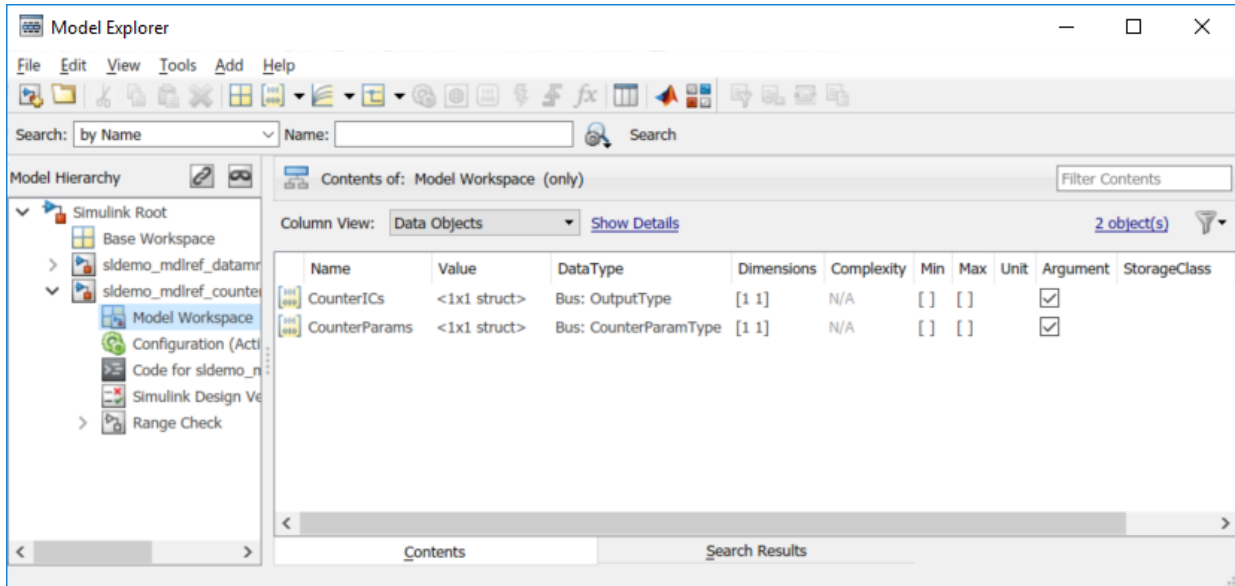 Model Explorer
File Edit View Tools Add Help
Search: by Name Name: Search
Model Hierarchy
Contents of: Model Workspace (only)
Filter Contents
Simulink Root
Base Workspace
sldemo_mdlref_datamr
sldemo_mdlref_counter
Model Workspace
Configuration (Acti
Code for sldemo_m
Simulink Design Ve
Range Check
Column View: Data Objects Show Details 2 object(s)
Name Value DataType Dimensions Complexity Min Max Unit Argument StorageClass
CounterICs <1x1 struct> Bus: OutputType [1 1] N/A [ ] [ ]
CounterParams <1x1 struct> Bus: CounterParamType [1 1] N/A [ ] [ ]
Contents Search Results